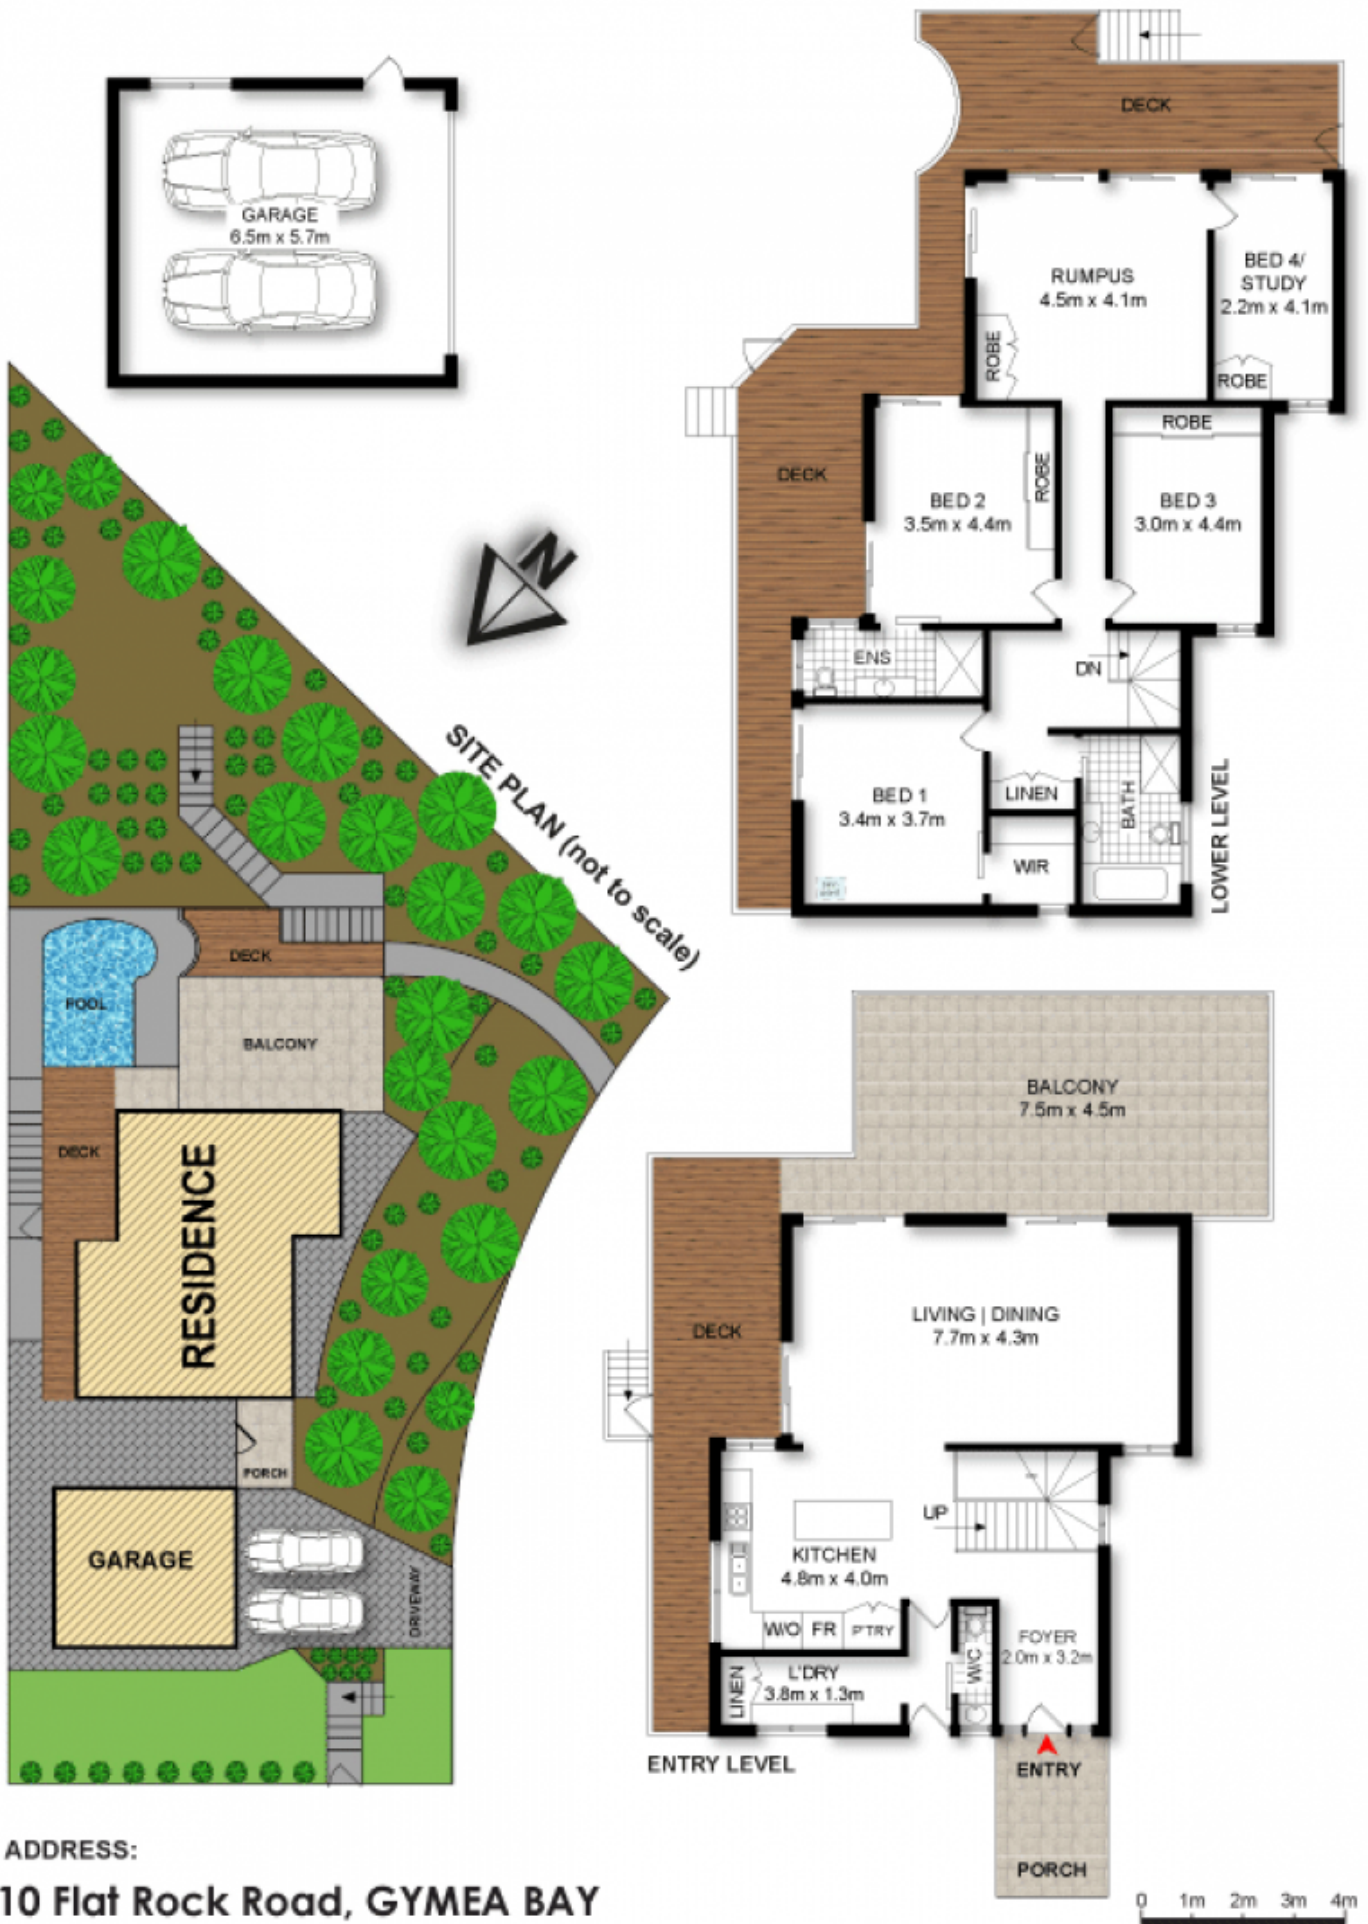 GARAGE
6.5m x 5.7m
DECK
RUMPUS
4.5m x 4.1m
BED 4/
STUDY
2.2m x 4.1m
ROBE
ROBE
ROBE
DECK
BED 2
3.5m x 4.4m
ROBE
BED 3
3.0m x 4.4m
N
ENS
DN
BED 1
3.4m x 3.7m
LINEN
BATH
WIR
LOWER LEVEL
SITE PLAN (not to scale)
DECK
POOL
BALCONY
DECK
RESIDENCE
PORCH
GARAGE
DRIVEWAY
BALCONY
7.5m x 4.5m
DECK
LIVING | DINING
7.7m x 4.3m
UP
KITCHEN
4.8m x 4.0m
W/O FR P'TRY
W/C
FOYER
2.0m x 3.2m
LINEN
L'DRY
3.8m x 1.3m
ENTRY LEVEL
ENTRY
PORCH
ADDRESS:
10 Flat Rock Road, GYMEA BAY
0 1m 2m 3m 4m